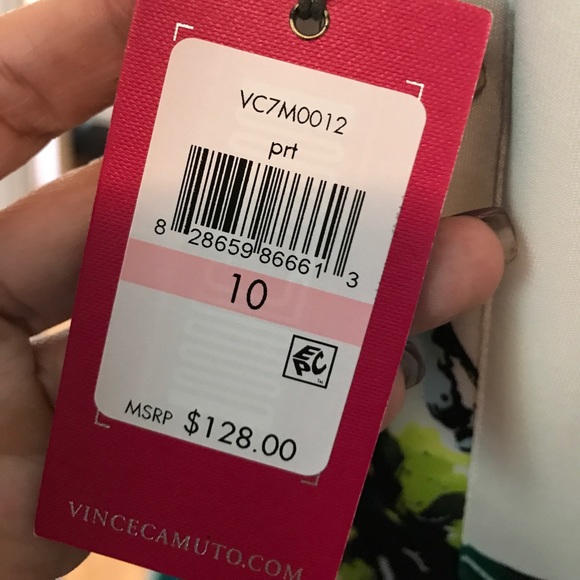 VC7M0012
prt
8 28659 86661 3
10
EPC
MSRP $128.00
VINCECAMUTO.COM